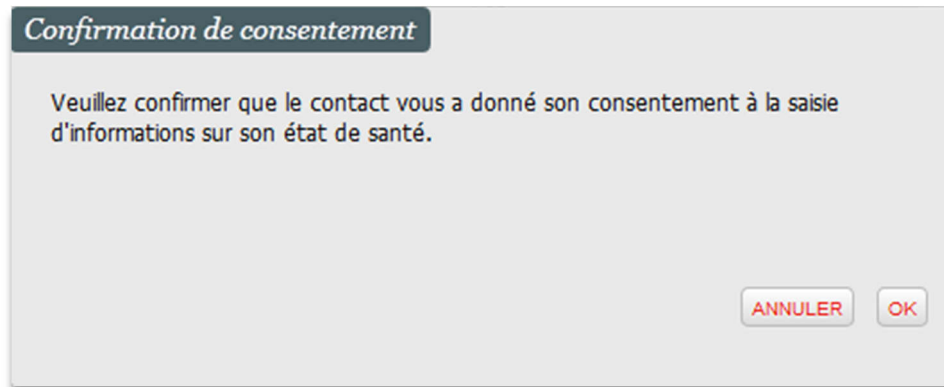 Confirmation de consentement
Veuillez confirmer que le contact vous a donné son consentement à la saisie
d'informations sur son état de santé.
ANNULER OK